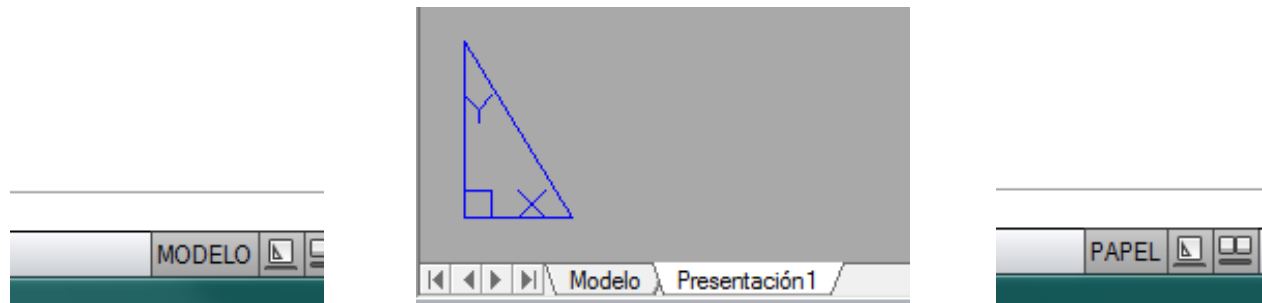 MODELO
Y
X
Modelo Presentación1
PAPEL